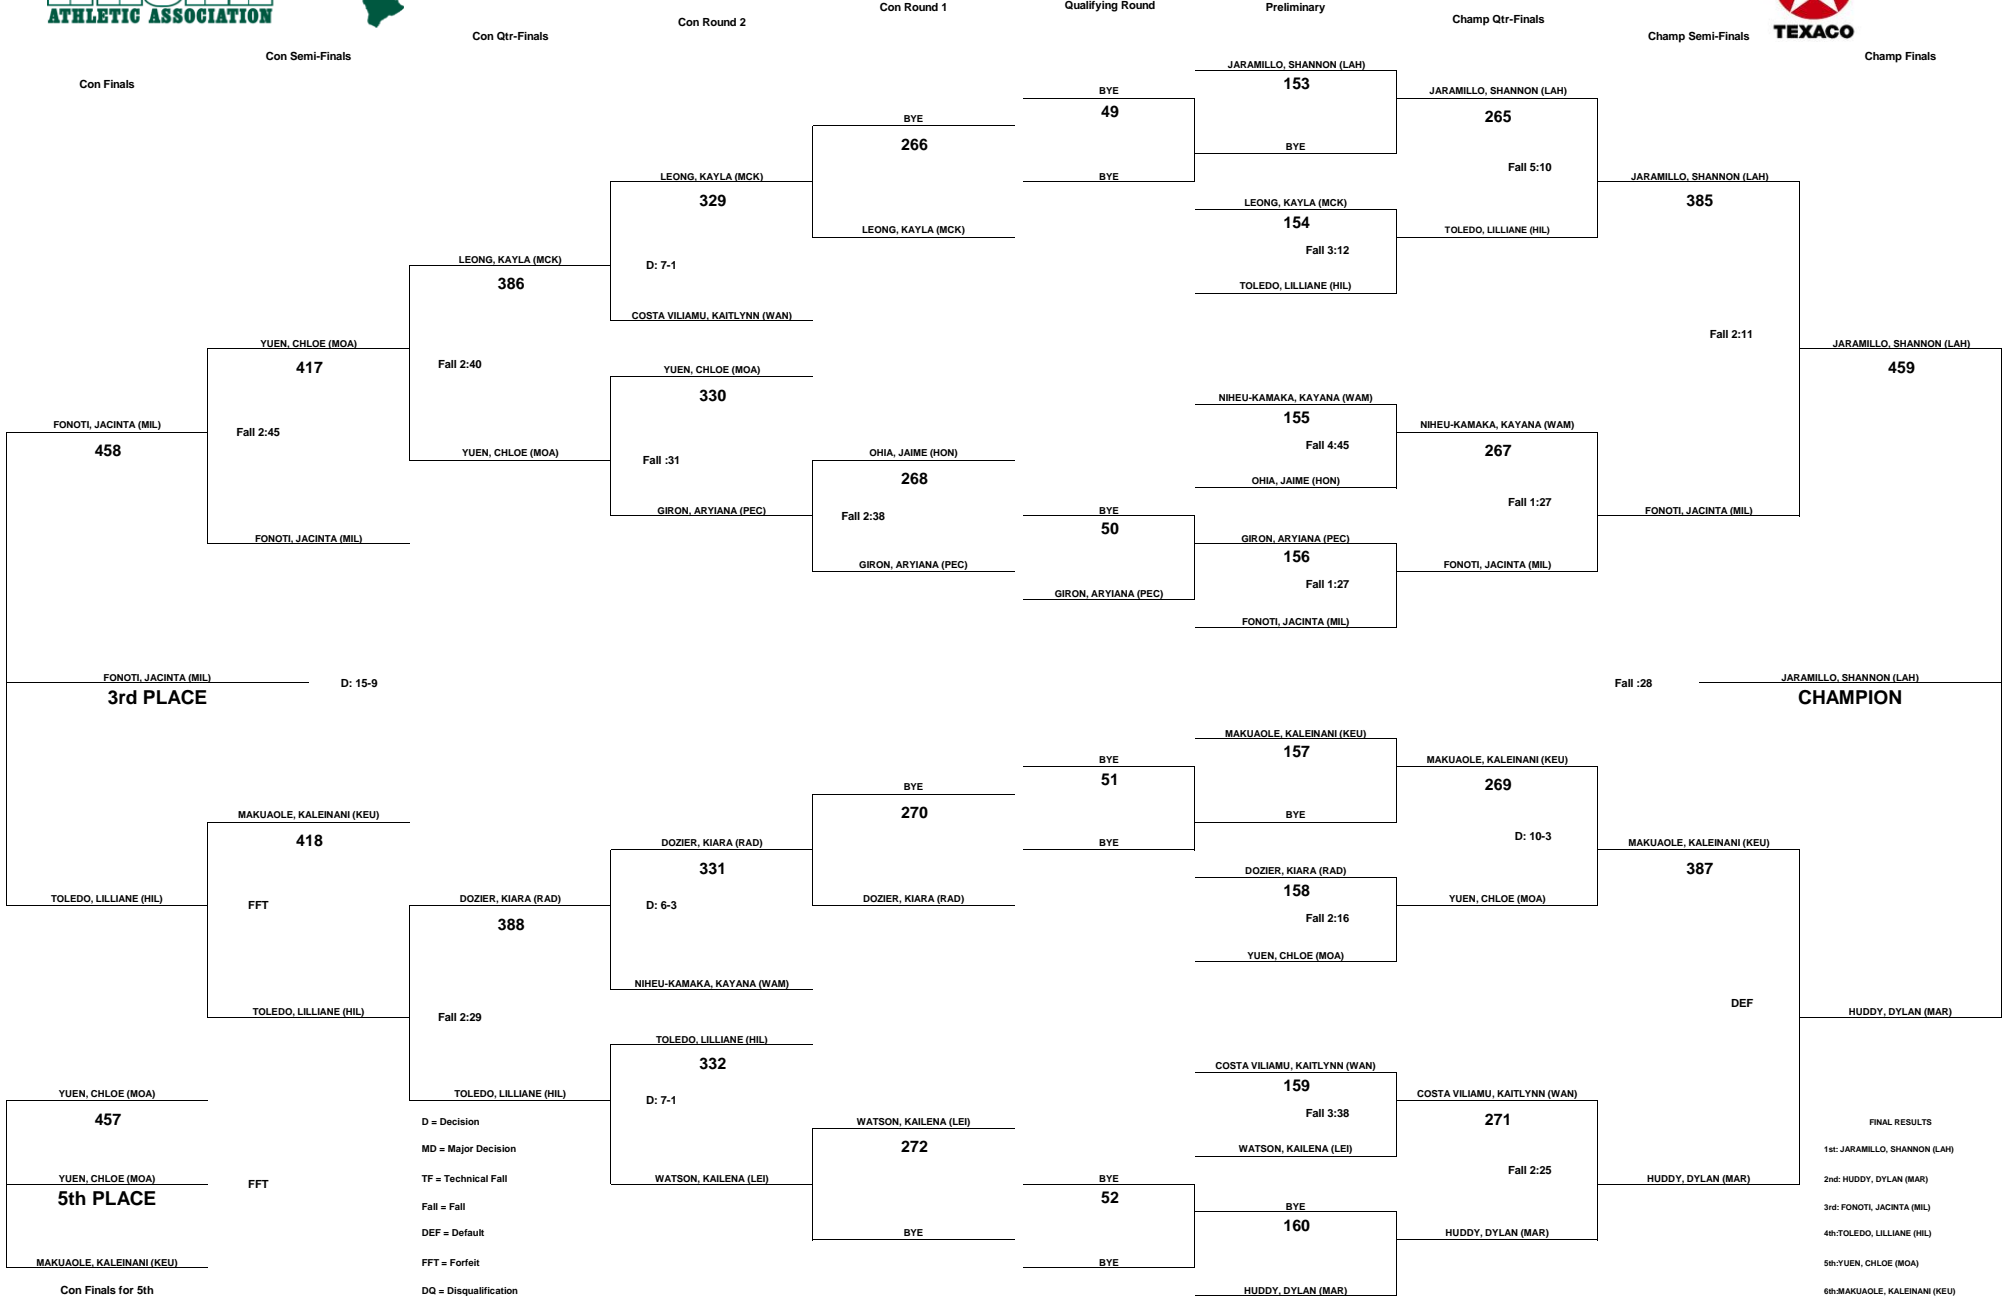 ATHLETIC ASSOCIATION
TEXACO
Con Finals
Con Semi-Finals
Con Qtr-Finals
Con Round 2
Con Round 1
Qualifying Round
Preliminary
Champ Qtr-Finals
Champ Semi-Finals
Champ Finals
JARAMILLO, SHANNON (LAH)
153
BYE
JARAMILLO, SHANNON (LAH)
BYE
49
265
BYE
266
BYE
Fall 5:10
LEONG, KAYLA (MCK)
BYE
JARAMILLO, SHANNON (LAH)
329
385
LEONG, KAYLA (MCK)
154
LEONG, KAYLA (MCK)
TOLEDO, LILLIANE (HIL)
Fall 3:12
LEONG, KAYLA (MCK)
D: 7-1
386
TOLEDO, LILLIANE (HIL)
COSTA VILIAMU, KAITLYNN (WAN)
Fall 2:11
YUEN, CHLOE (MOA)
JARAMILLO, SHANNON (LAH)
417
Fall 2:40
459
YUEN, CHLOE (MOA)
330
NIHEU-KAMAKA, KAYANA (WAM)
155
FONOTI, JACINTA (MIL)
Fall 2:45
NIHEU-KAMAKA, KAYANA (WAM)
458
Fall 4:45
267
YUEN, CHLOE (MOA)
Fall :31
OHIA, JAIME (HON)
268
OHIA, JAIME (HON)
Fall 1:27
GIRON, ARYIANA (PEC)
Fall 2:38
BYE
50
FONOTI, JACINTA (MIL)
FONOTI, JACINTA (MIL)
GIRON, ARYIANA (PEC)
156
GIRON, ARYIANA (PEC)
FONOTI, JACINTA (MIL)
Fall 1:27
GIRON, ARYIANA (PEC)
FONOTI, JACINTA (MIL)
FONOTI, JACINTA (MIL)
3rd PLACE
D: 15-9
Fall :28
JARAMILLO, SHANNON (LAH)
CHAMPION
MAKUAOLE, KALEINANI (KEU)
157
BYE
51
MAKUAOLE, KALEINANI (KEU)
269
BYE
270
MAKUAOLE, KALEINANI (KEU)
418
BYE
D: 10-3
DOZIER, KIARA (RAD)
331
BYE
MAKUAOLE, KALEINANI (KEU)
387
DOZIER, KIARA (RAD)
158
TOLEDO, LILLIANE (HIL)
FFT
DOZIER, KIARA (RAD)
388
D: 6-3
DOZIER, KIARA (RAD)
Fall 2:16
YUEN, CHLOE (MOA)
YUEN, CHLOE (MOA)
NIHEU-KAMAKA, KAYANA (WAM)
DEF
TOLEDO, LILLIANE (HIL)
Fall 2:29
HUDDY, DYLAN (MAR)
TOLEDO, LILLIANE (HIL)
332
COSTA VILIAMU, KAITLYNN (WAN)
159
YUEN, CHLOE (MOA)
457
TOLEDO, LILLIANE (HIL)
D: 7-1
Fall 3:38
COSTA VILIAMU, KAITLYNN (WAN)
271
D = Decision
WATSON, KAILENA (LEI)
272
FINAL RESULTS
MD = Major Decision
WATSON, KAILENA (LEI)
1st: JARAMILLO, SHANNON (LAH)
Fall 2:25
YUEN, CHLOE (MOA)
5th PLACE
FFT
TF = Technical Fall
WATSON, KAILENA (LEI)
BYE
52
HUDDY, DYLAN (MAR)
2nd: HUDDY, DYLAN (MAR)
Fall = Fall
BYE
160
3rd: FONOTI, JACINTA (MIL)
DEF = Default
BYE
HUDDY, DYLAN (MAR)
4th:TOLEDO, LILLIANE (HIL)
MAKUAOLE, KALEINANI (KEU)
FFT = Forfeit
BYE
5th:YUEN, CHLOE (MOA)
Con Finals for 5th
DQ = Disqualification
HUDDY, DYLAN (MAR)
6th:MAKUAOLE, KALEINANI (KEU)